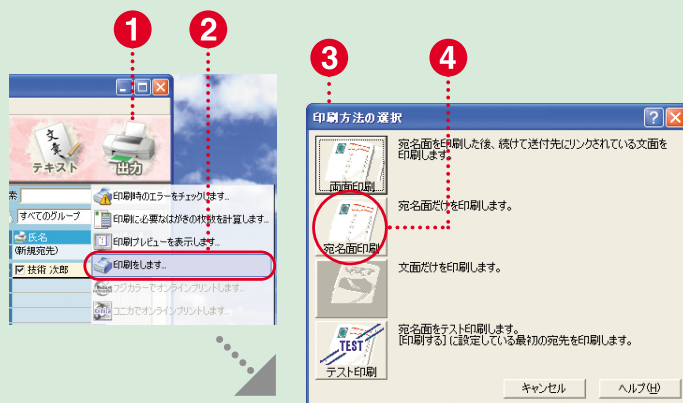 1
2
3
4
文章
テキスト
出力
索
すべてのグループ
氏名
(新規宛先)
技術 次郎
印刷時のエラーをチェックします...
印刷に必要なはがきの枚数を計算します...
印刷プレビューを表示します...
印刷をします...
フジカラーでオンラインプリントします...
コニカでオンラインプリントします...
印刷方法の選択
両面印刷
宛名面を印刷した後、続けて送付先にリンクされている文面を
印刷します。
宛名面印刷
宛名面だけを印刷します。
文面だけを印刷します。
TEST
テスト印刷
宛名面をテスト印刷します。
[印刷する]に設定している最初の宛先を印刷します。
キャンセル
ヘルプ(H)